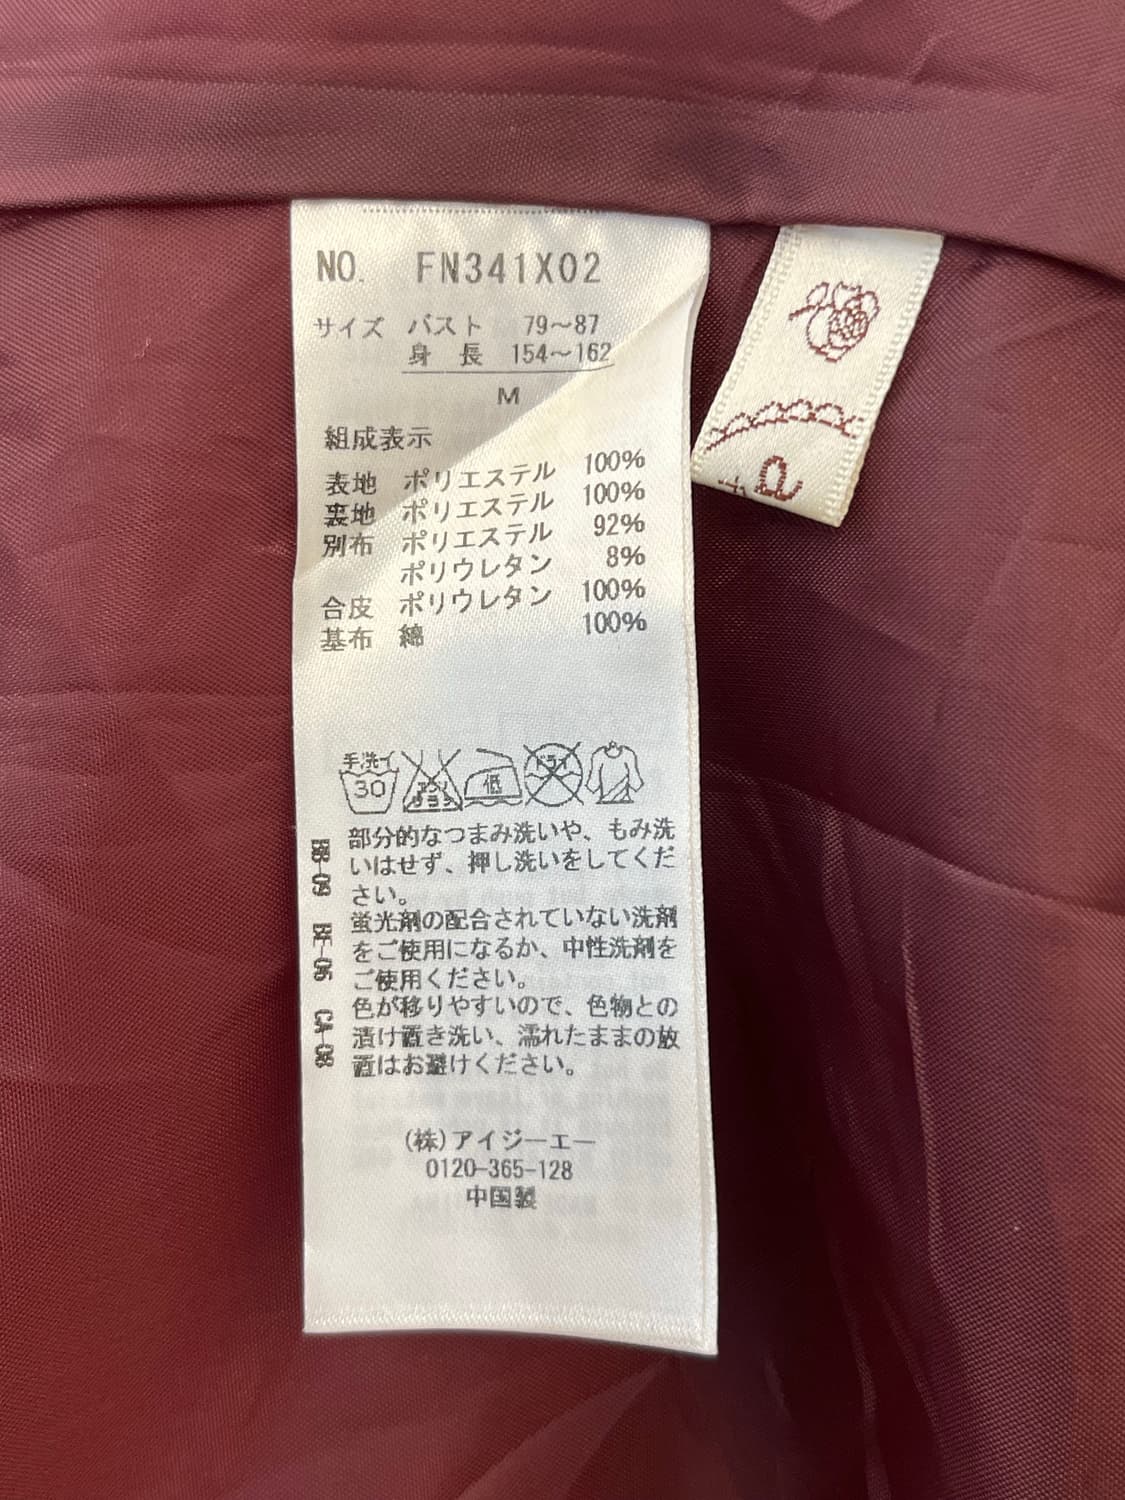 NO. FN341X02
サイズ バスト 79～87
身 長 154～162
M
組成表示
表地 ポリエステル 100%
裏地 ポリエステル 100%
別布 ポリエステル 92%
ポリウレタン 8%
合皮 ポリウレタン 100%
基布 綿 100%
手洗イ
30
エンソサラシ
低
ドライ
部分的なつまみ洗いや、もみ洗
いはせず、押し洗いをしてくだ
さい。
蛍光剤の配合されていない洗剤
をご使用になるか、中性洗剤を
ご使用ください。
色が移りやすいので、色物との
漬け置き洗い、濡れたままの放
置はお避けください。
(株)アイジーエー
0120-365-128
中国製